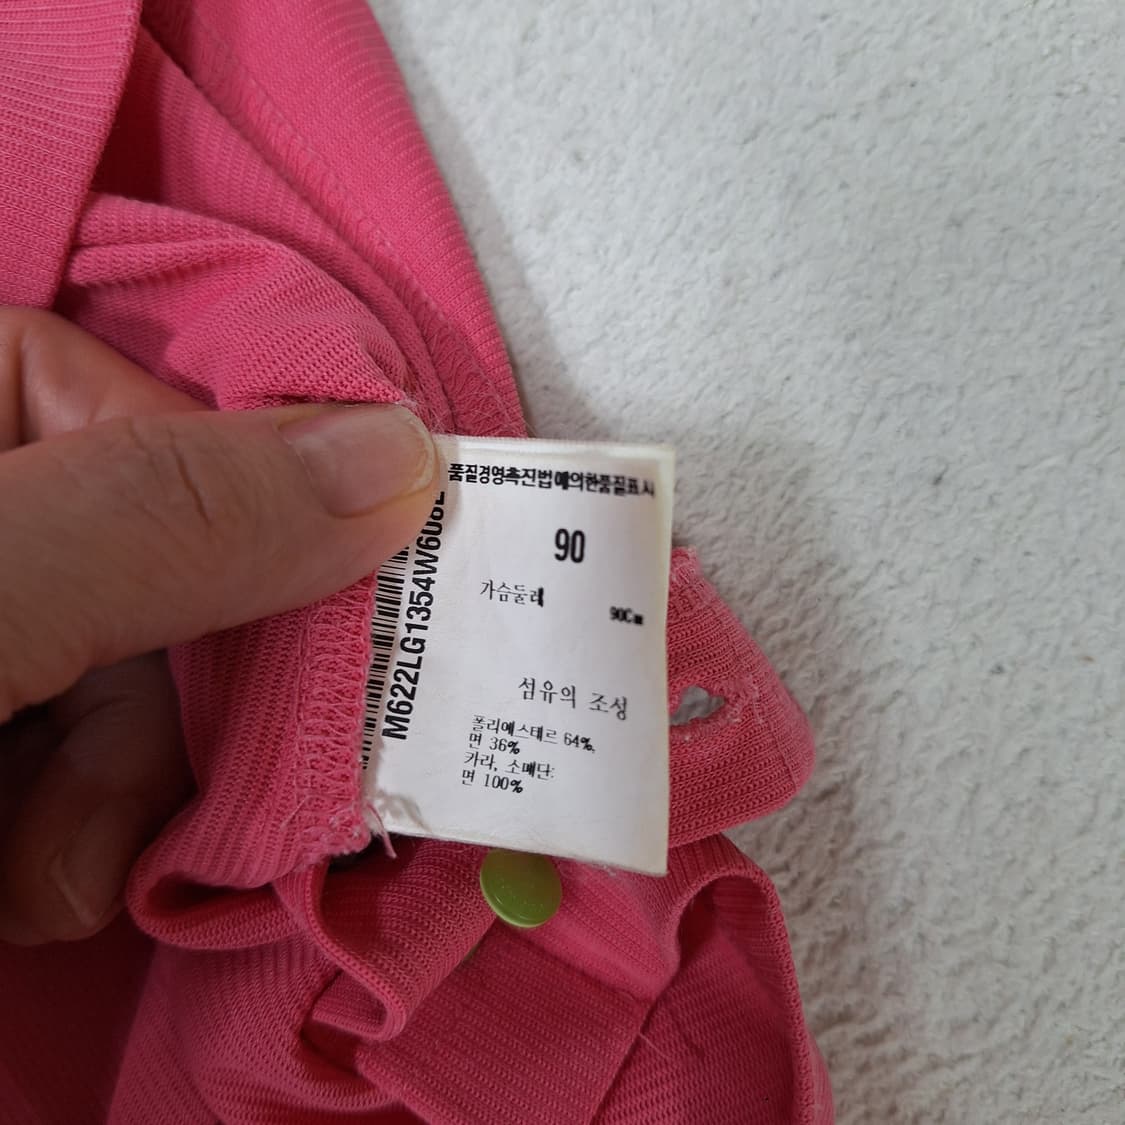 품질경영촉진법에의한품질표시
90
가슴둘레
90Cm
섬유의 조성
폴리에스테르 64%,
면 36%
카라, 소매단:
면 100%